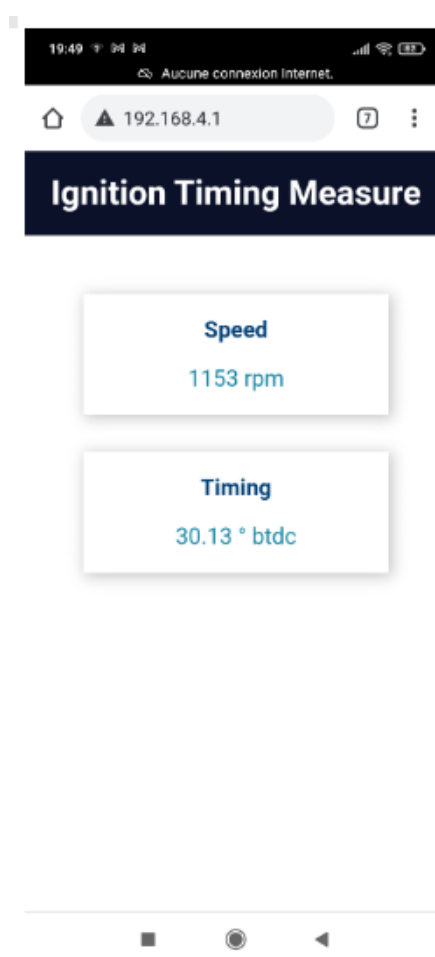 19:49
82
Aucune connexion Internet.
192.168.4.1
7
Ignition Timing Measure
Speed
1153 rpm
Timing
30.13 ° btdc